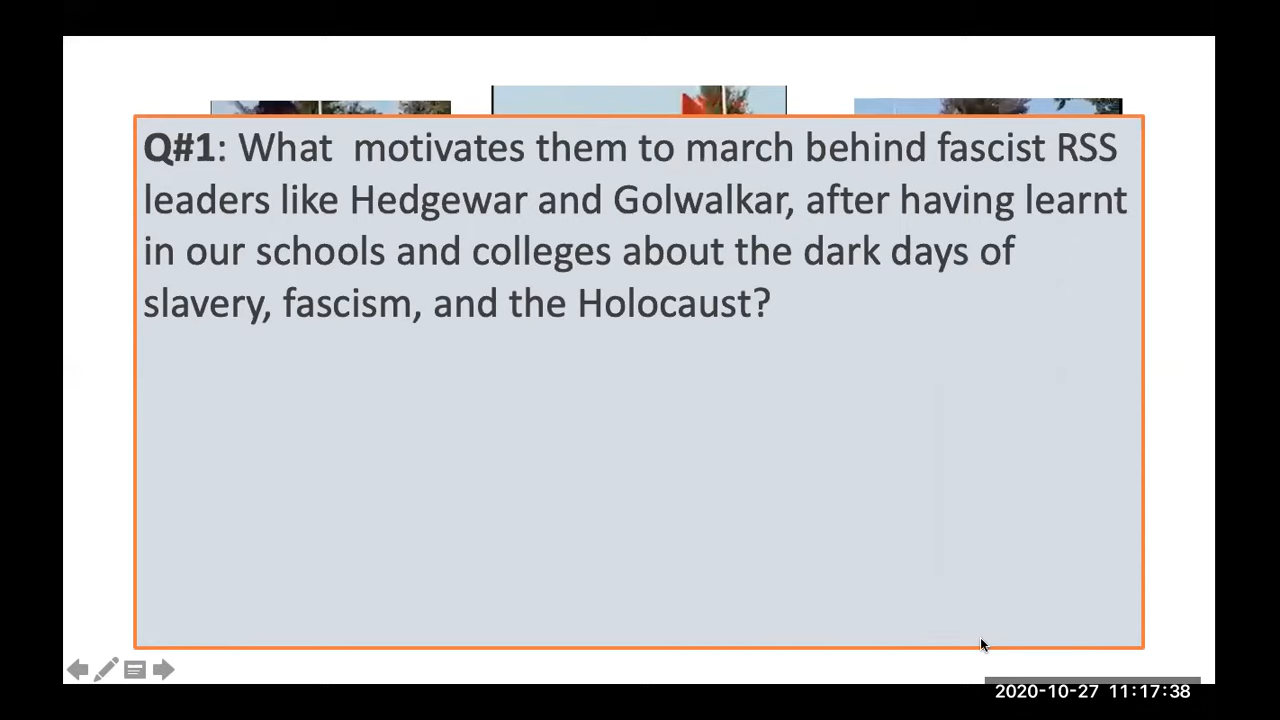 Q#1: What  motivates them to march behind fascist RSS
leaders like Hedgewar and Golwalkar, after having learnt
in our schools and colleges about the dark days of
slavery, fascism, and the Holocaust?
2020-10-27 11:17:38